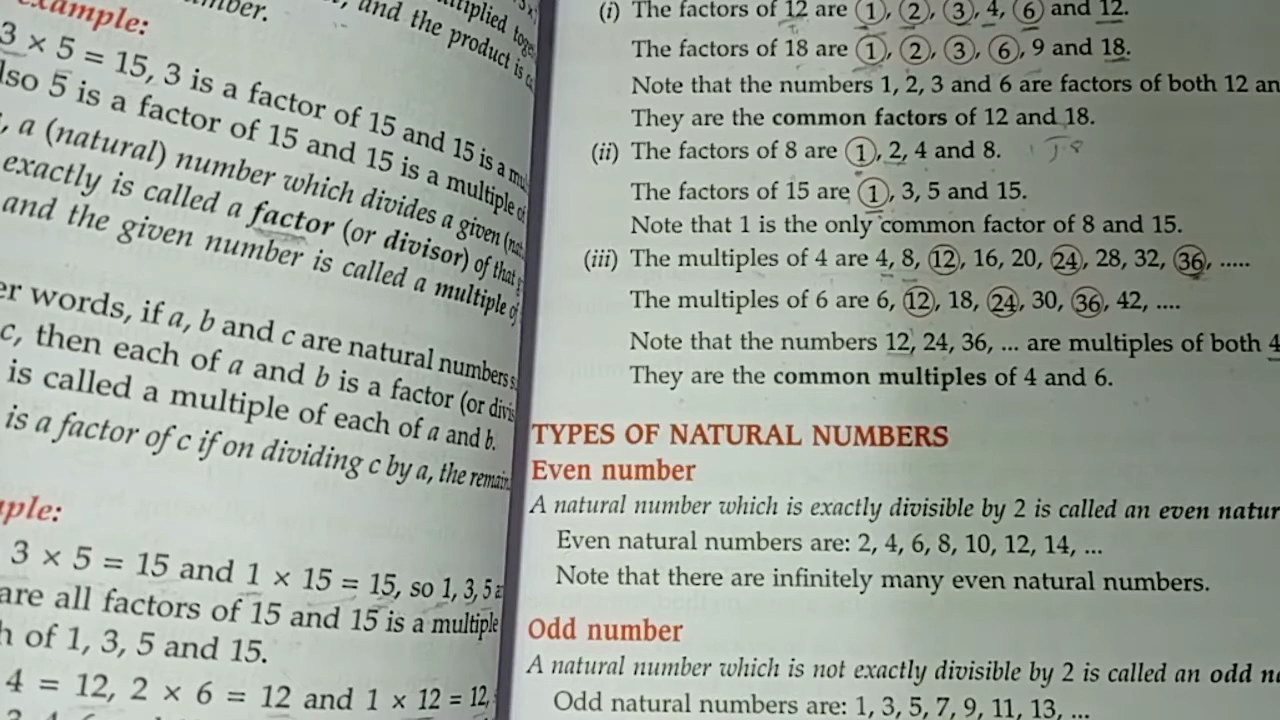 ample:
3 × 5 = 15, 3 is a factor of 15 and 15 is a
lso 5 is a factor of 15 and 15 is a multiple of
, a (natural) number which divides a given
exactly is called a factor (or divisor) of that
and the given number is called a multiple of
er words, if a, b and c are natural numbers
c, then each of a and b is a factor (or
is called a multiple of each of a and b.
is a factor of c if on dividing c by a, the
ple:
3 × 5 = 15 and 1 × 15 = 15, so 1, 3, 5
are all factors of 15 and 15 is a multiple
h of 1, 3, 5 and 15.
4 = 12, 2 × 6 = 12 and 1 × 12 = 12,
(i) The factors of 12 are 1, 2, 3, 4, 6 and 12.
The factors of 18 are 1, 2, 3, 6, 9 and 18.
Note that the numbers 1, 2, 3 and 6 are factors of both 12 an
They are the common factors of 12 and 18.
(ii) The factors of 8 are 1, 2, 4 and 8.
The factors of 15 are 1, 3, 5 and 15.
Note that 1 is the only common factor of 8 and 15.
(iii) The multiples of 4 are 4, 8, 12, 16, 20, 24, 28, 32, 36, .....
The multiples of 6 are 6, 12, 18, 24, 30, 36, 42, ....
Note that the numbers 12, 24, 36, ... are multiples of both 4
They are the common multiples of 4 and 6.
TYPES OF NATURAL NUMBERS
Even number
A natural number which is exactly divisible by 2 is called an even natur
Even natural numbers are: 2, 4, 6, 8, 10, 12, 14, ...
Note that there are infinitely many even natural numbers.
Odd number
A natural number which is not exactly divisible by 2 is called an odd
Odd natural numbers are: 1, 3, 5, 7, 9, 11, 13, ...